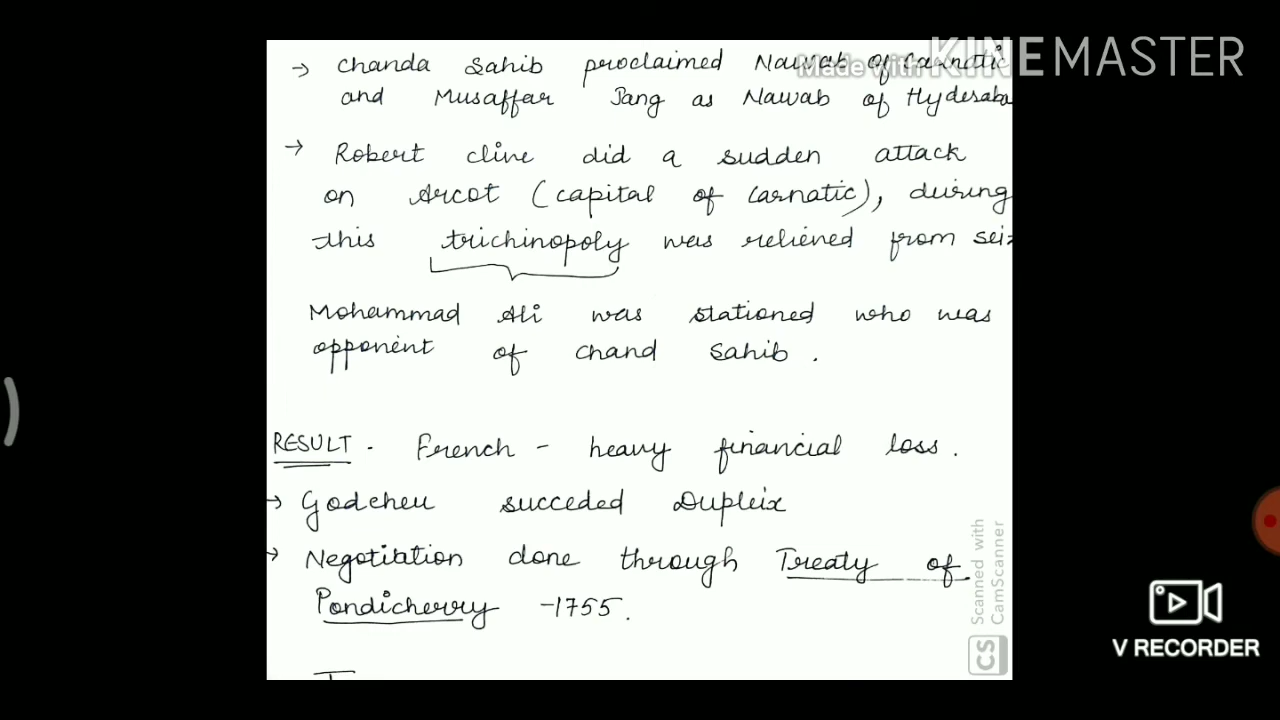 Made with KINEMASTER
→ Chanda Sahib proclaimed Nawab of Carnatic
and Musaffar Jang as Nawab of Hyderaba
→ Robert Clive did a sudden attack
on Arcot (capital of Carnatic), during
this trichinopoly was relieved from seiz
Mohammad Ali was stationed who was
opponent of Chand Sahib.
RESULT. French - heavy financial loss.
→ Godeheu succeded Dupleix
→ Negotiation done through Treaty of
Pondicherry -1755.
Scanned with
CamScanner
CS
V RECORDER